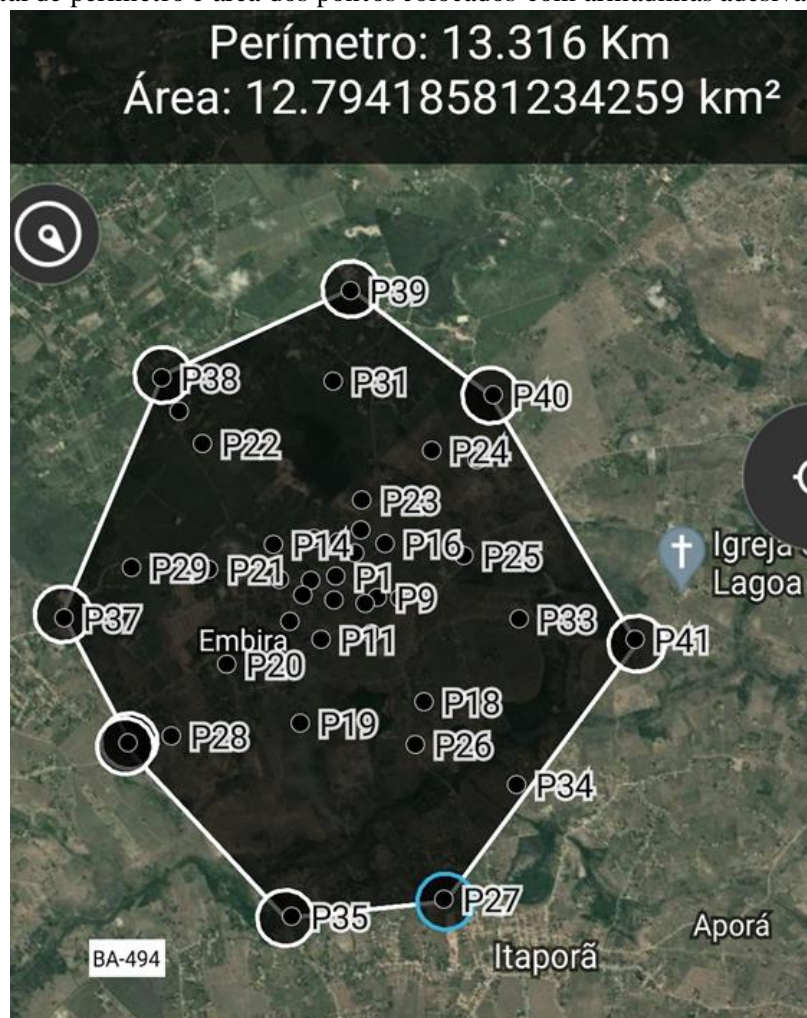 Perímetro: 13.316 Km
Área: 12.79418581234259 km²
P39
P38
P31
P40
P22
P24
P23
P14
P16
P25
Igreja
Lagoa
P29
P21
P1
P9
P37
P33
Embira
P11
P41
P20
P18
P19
P28
P26
P34
P27
P35
Aporá
BA-494
Itaporã